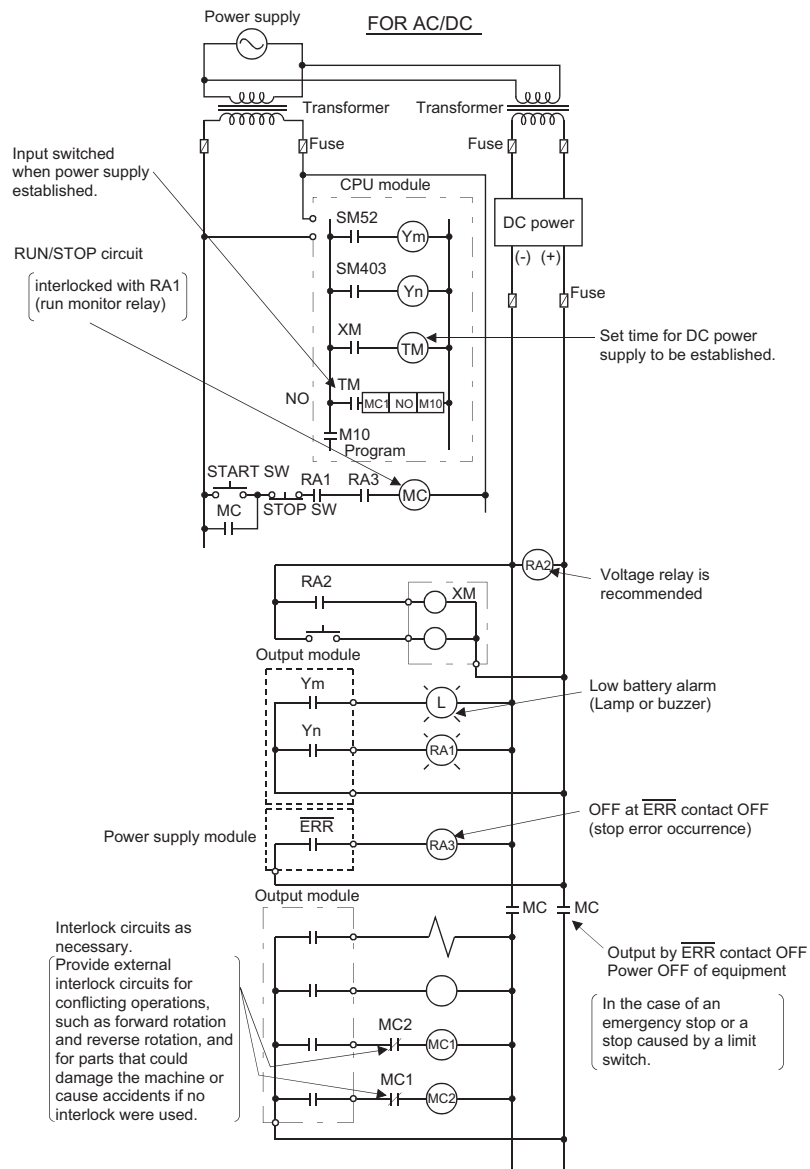 Power supply
FOR AC/DC
Transformer
Transformer
Fuse
Fuse
Input switched
when power supply
established.
CPU module
SM52
Ym
DC power
(-) (+)
RUN/STOP circuit
interlocked with RA1
(run monitor relay)
SM403
Yn
Fuse
XM
TM
Set time for DC power
supply to be established.
TM
NO
MC1 NO M10
M10
Program
START SW
RA1
RA3
MC
STOP SW
MC
RA2
Voltage relay is
recommended
RA2
XM
Output module
Ym
L
Low battery alarm
(Lamp or buzzer)
Yn
RA1
OFF at ERR contact OFF
(stop error occurrence)
Power supply module
ERR
RA3
Output module
MC
MC
Interlock circuits as
necessary.
Provide external
interlock circuits for
conflicting operations,
such as forward rotation
and reverse rotation, and
for parts that could
damage the machine or
cause accidents if no
interlock were used.
Output by ERR contact OFF
Power OFF of equipment
In the case of an
emergency stop or a
stop caused by a limit
switch.
MC2
MC1
MC1
MC2